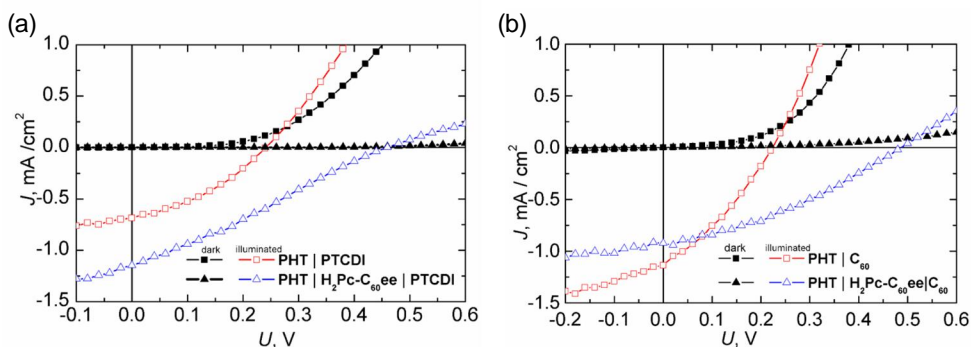 (a)
1.0
0.5
0.0
-0.5
-1.0
-1.5
J, mA /cm²
dark illuminated
PHT | PTCDI
PHT | H₂Pc-C₆₀ee | PTCDI
-0.1 0.0 0.1 0.2 0.3 0.4 0.5 0.6
U, V
(b)
1.0
0.5
0.0
-0.5
-1.0
-1.5
J, mA / cm²
dark illuminated
PHT | C₆₀
PHT | H₂Pc-C₆₀ee|C₆₀
-0.2 -0.1 0.0 0.1 0.2 0.3 0.4 0.5 0.6
U, V